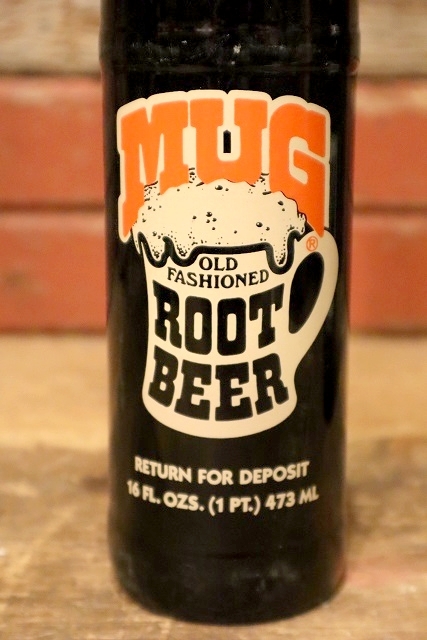 MUG
®
OLD
FASHIONED
ROOT
BEER
RETURN FOR DEPOSIT
16 FL. OZS. (1 PT.) 473 ML